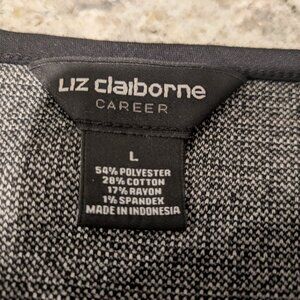 LIZ claiborne
CAREER
L
54% POLYESTER
28% COTTON
17% RAYON
1% SPANDEX
MADE IN INDONESIA